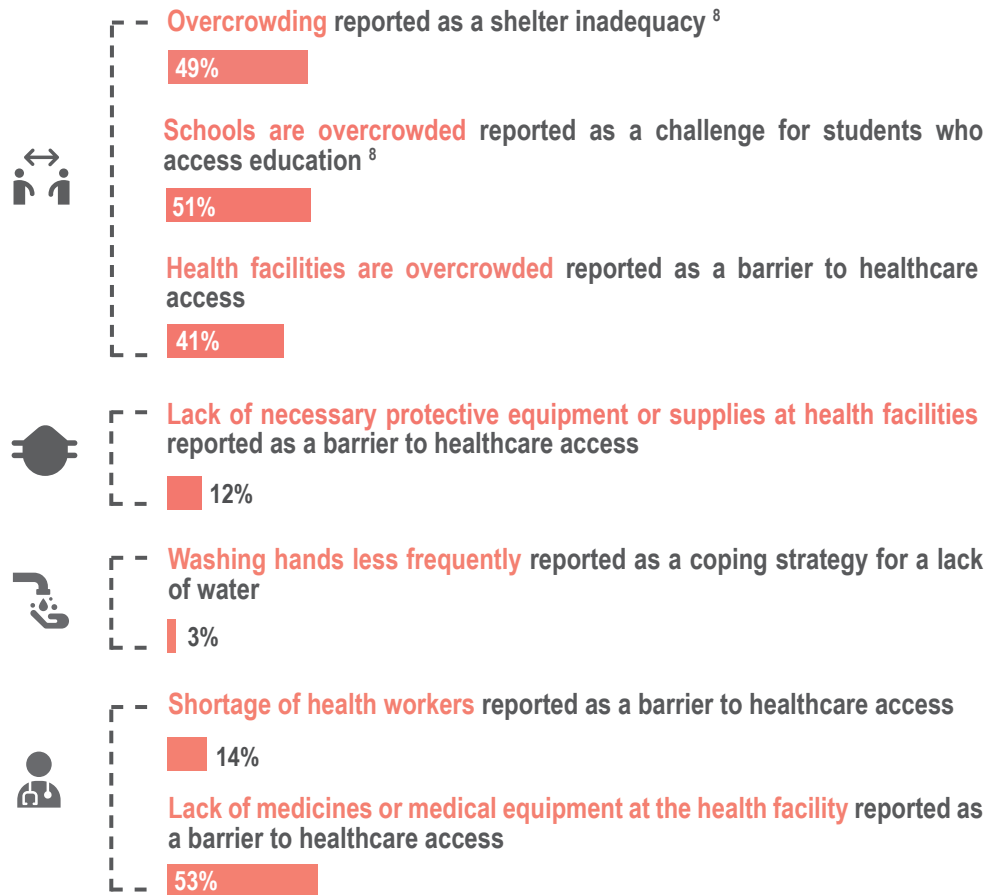 Overcrowding reported as a shelter inadequacy 8
49%
Schools are overcrowded reported as a challenge for students who
access education 8
51%
Health facilities are overcrowded reported as a barrier to healthcare
access
41%
Lack of necessary protective equipment or supplies at health facilities
reported as a barrier to healthcare access
12%
Washing hands less frequently reported as a coping strategy for a lack
of water
3%
Shortage of health workers reported as a barrier to healthcare access
14%
Lack of medicines or medical equipment at the health facility reported as
a barrier to healthcare access
53%